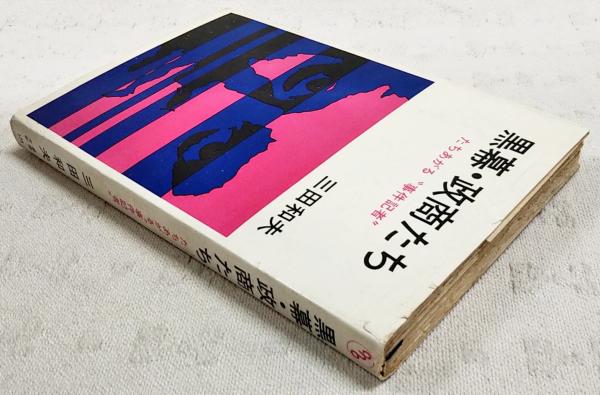 黒幕・政商たち
たちあがる“事件記者”
三田和夫
黒幕・政商たち
たちあがる“事件記者”
三田和夫